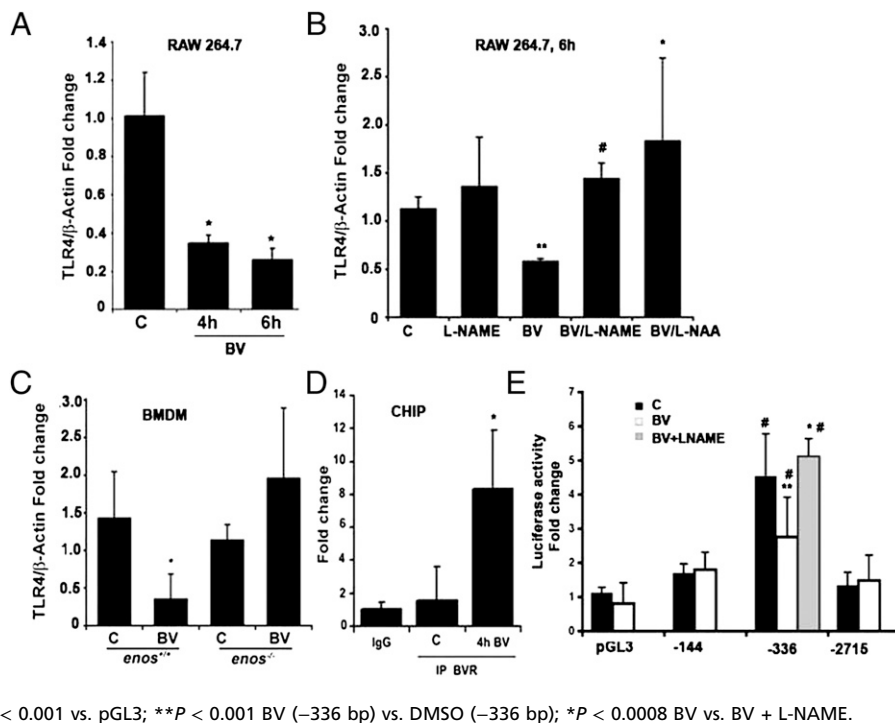 A
RAW 264.7
TLR4/β-Actin Fold change
1.4
1.2
1.0
0.8
0.6
0.4
0.2
0
*
*
C
4h
6h
BV
B
RAW 264.7, 6h
TLR4/β-Actin Fold change
3.0
2.5
2.0
1.5
1.0
0.5
0
**
#
*
C
L-NAME
BV
BV/L-NAME
BV/L-NAA
C
BMDM
TLR4/β-Actin Fold change
3.0
2.5
2.0
1.5
1.0
0.5
0
*
C
BV
C
BV
enos+/+
enos-/-
D
CHIP
Fold change
14
12
10
8
6
4
2
0
*
IgG
C
4h BV
IP BVR
E
C
BV
BV+LNAME
Luciferase activity
Fold change
7
6
5
4
3
2
1
0
#
#
**
* #
pGL3
-144
-336
-2715
< 0.001 vs. pGL3; **P < 0.001 BV (−336 bp) vs. DMSO (−336 bp); *P < 0.0008 BV vs. BV + L-NAME.